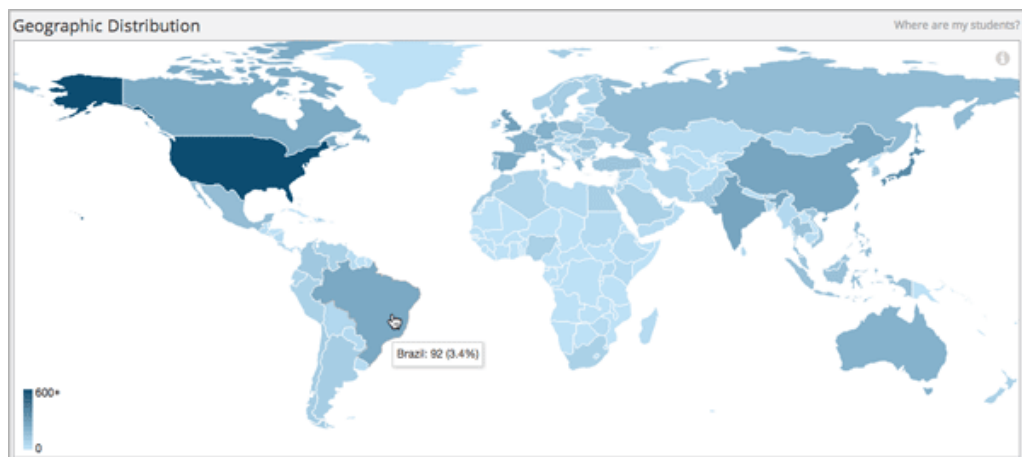 Geographic Distribution
Where are my students?
i
Brazil: 92 (3.4%)
600+
0